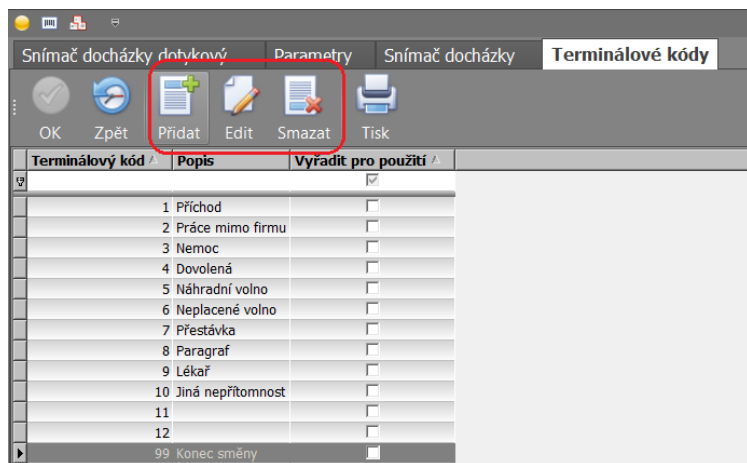 Snímač docházky dotykový Parametry Snímač docházky Terminálové kódy
OK Zpět Přidat Edit Smazat Tisk
Terminálový kód Popis Vyřadit pro použití
1 Příchod
2 Práce mimo firmu
3 Nemoc
4 Dovolená
5 Náhradní volno
6 Neplacené volno
7 Přestávka
8 Paragraf
9 Lékař
10 Jiná nepřítomnost
11
12
99 Konec směny